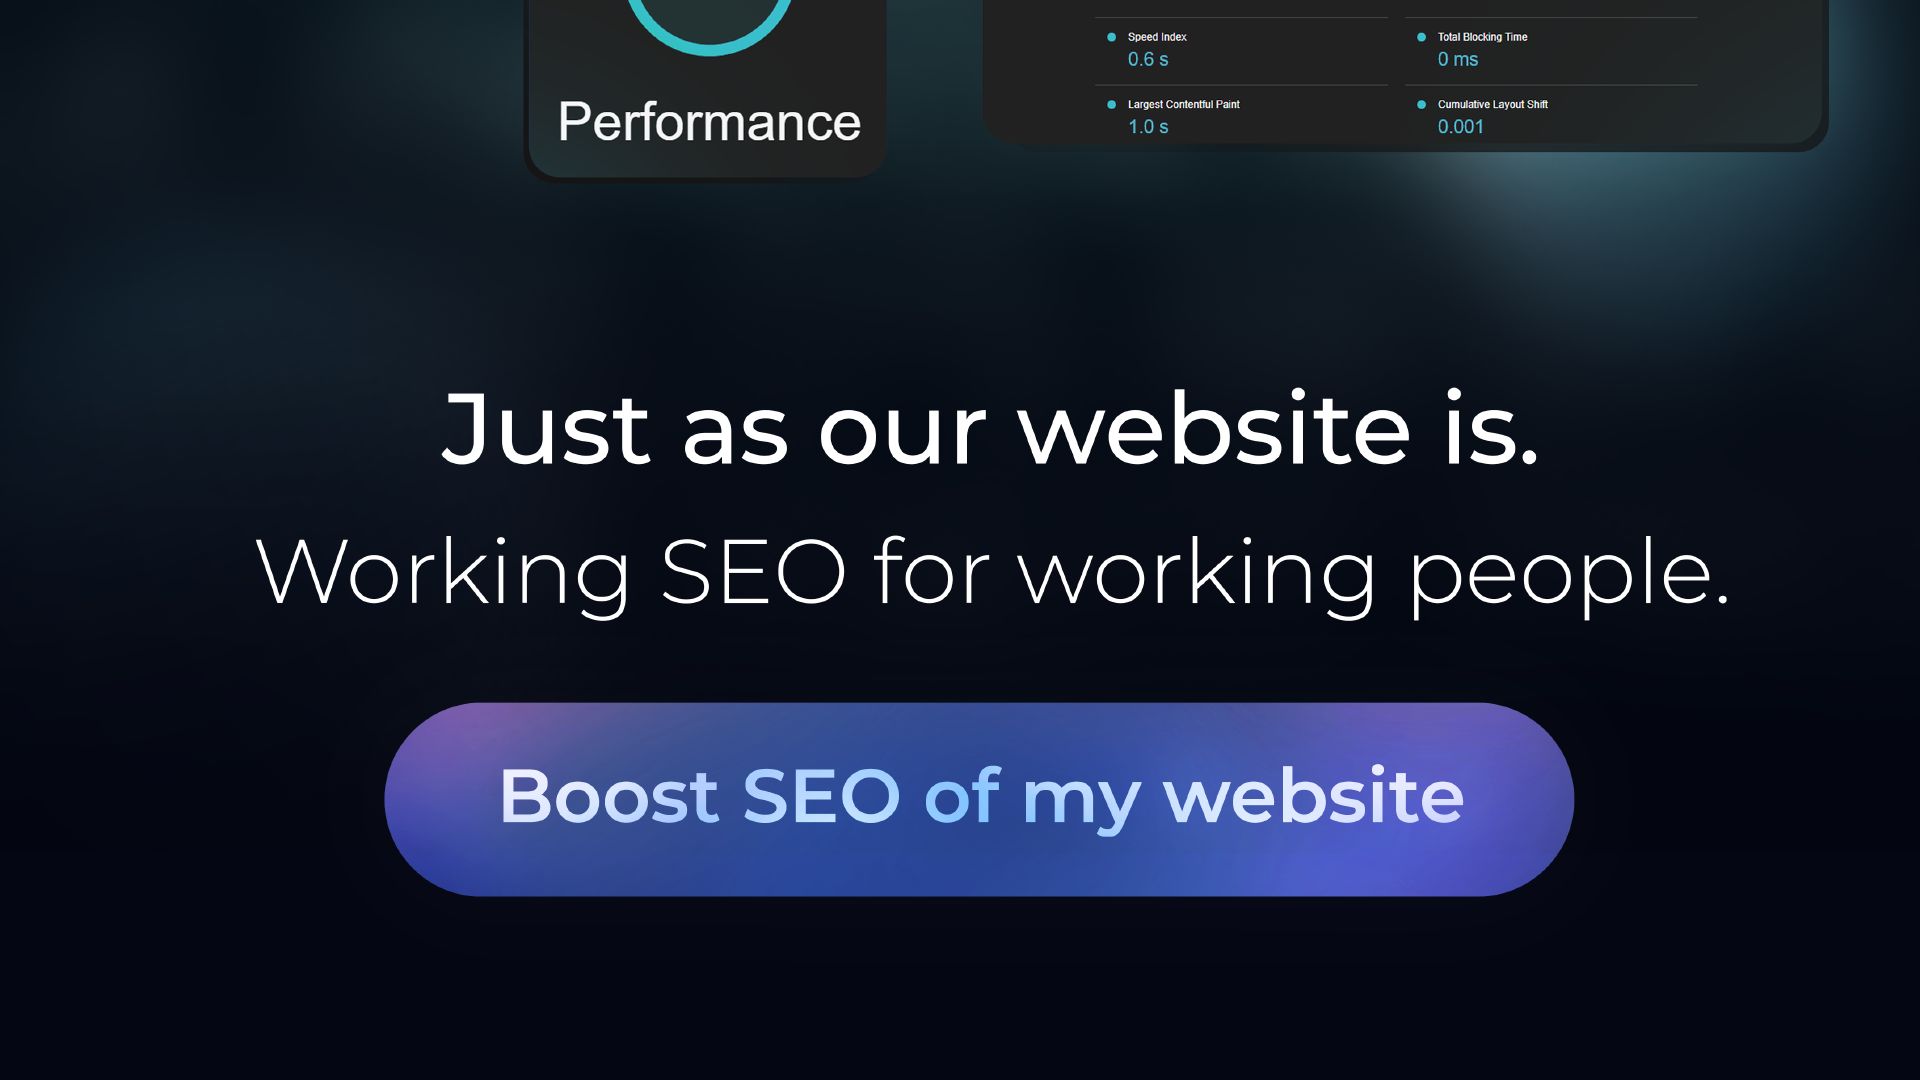 Performance
Speed Index
0.6 s
Total Blocking Time
0 ms
Largest Contentful Paint
1.0 s
Cumulative Layout Shift
0.001
Just as our website is.
Working SEO for working people.
Boost SEO of my website